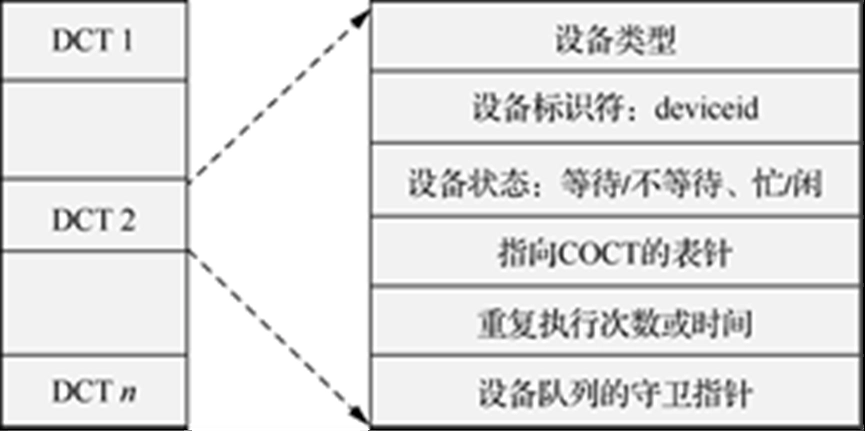 DCT 1
DCT 2
DCT n
设备类型
设备标识符：deviceid
设备状态：等待/不等待、忙/闲
指向COCT的表针
重复执行次数或时间
设备队列的守卫指针